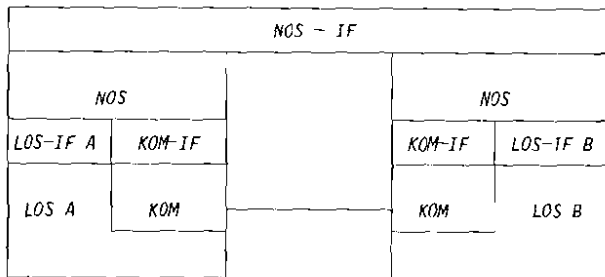 NOS - IF
NOS NOS
LOS-IF A KOM-IF KOM-IF LOS-IF B
LOS A KOM KOM LOS B